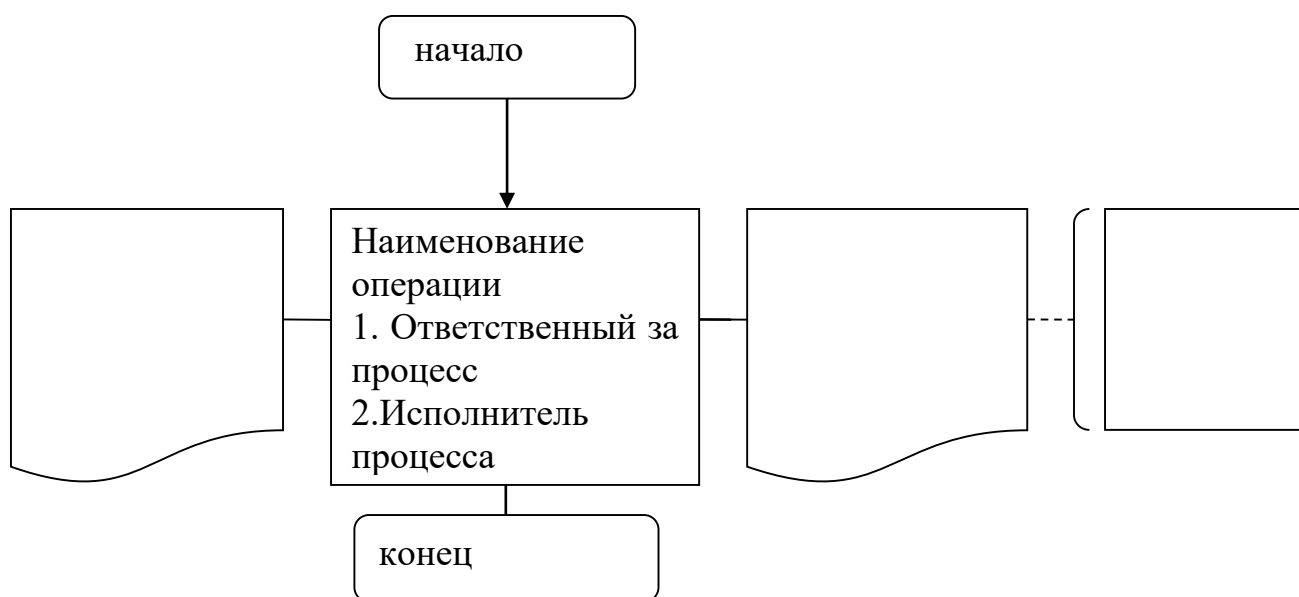 начало
Наименование
операции
1. Ответственный за
процесс
2.Исполнитель
процесса
конец